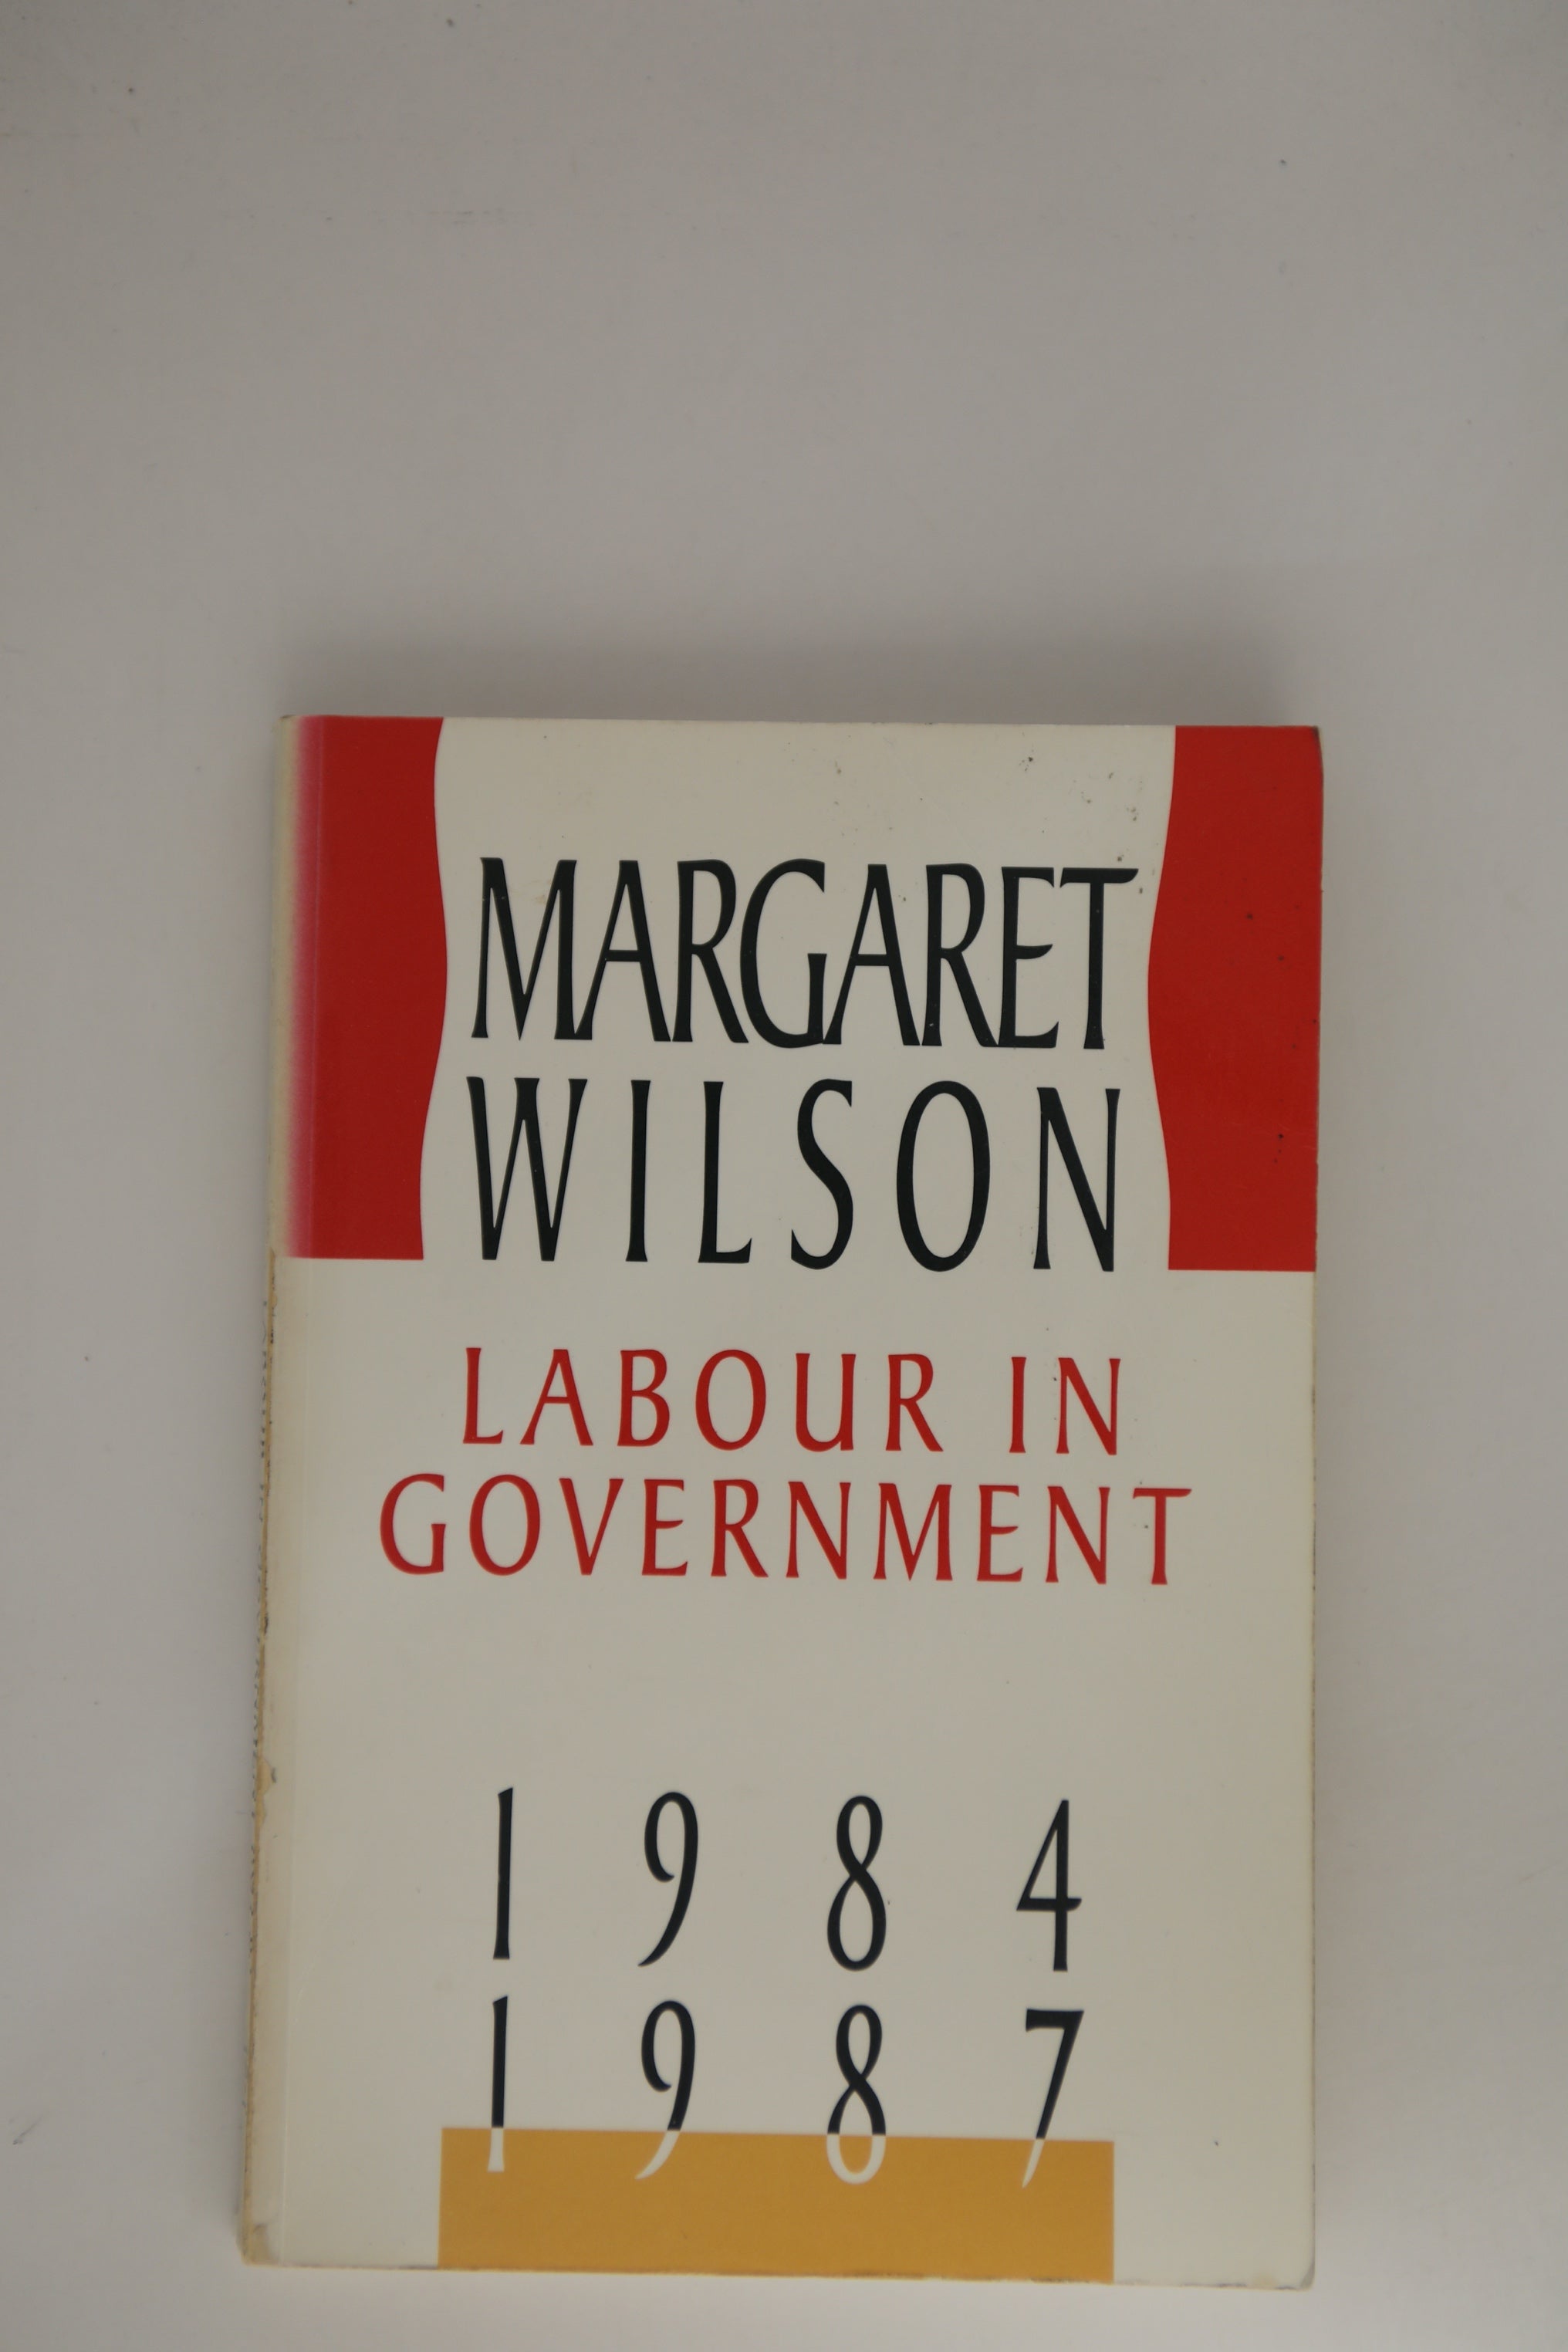 MARGARET
WILSON
LABOUR IN
GOVERNMENT
1984
1987